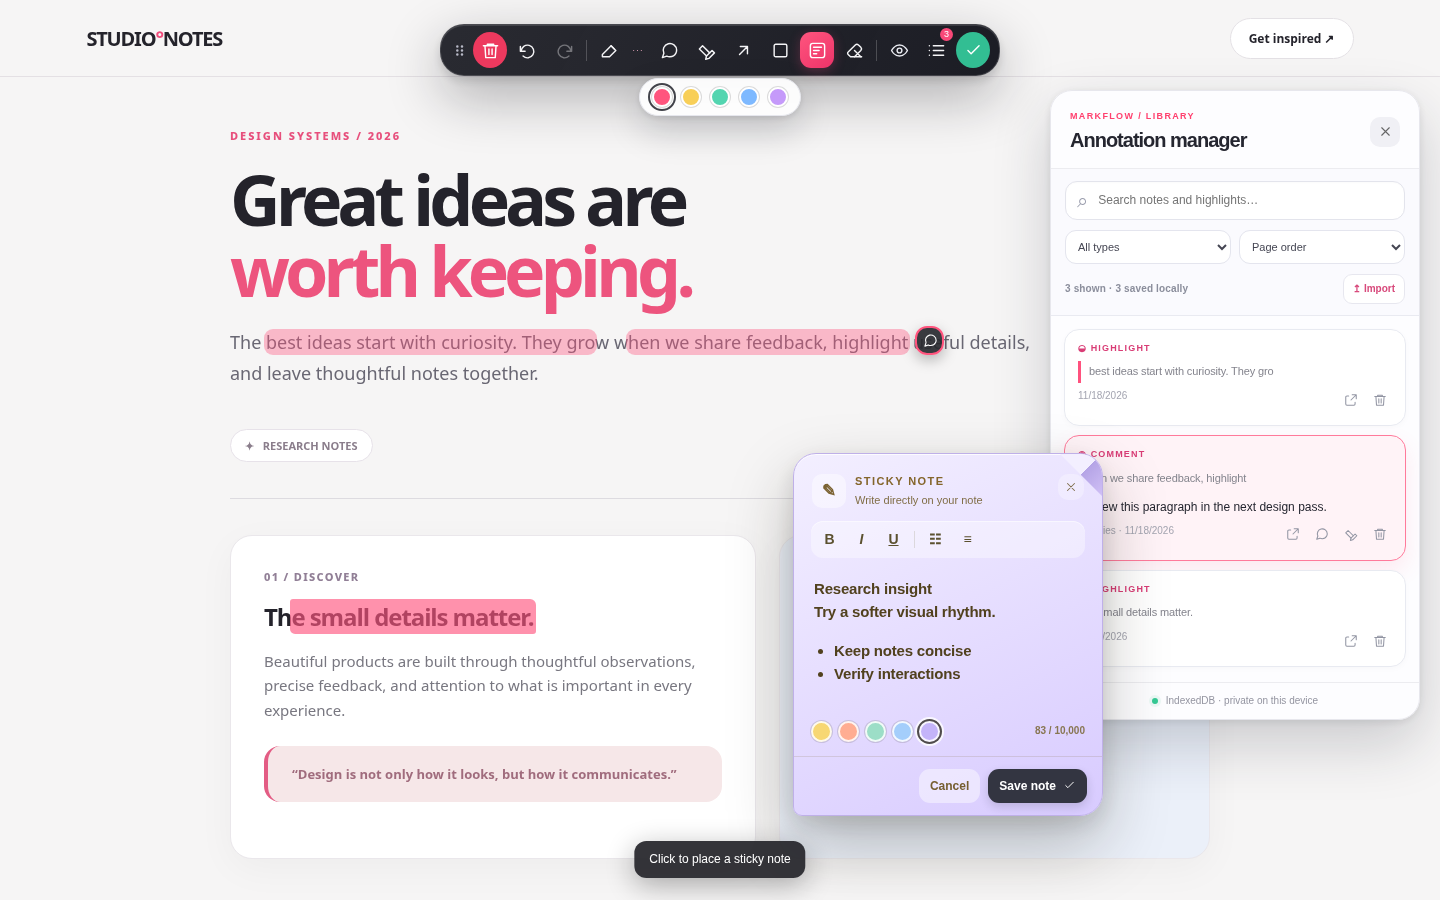 STUDIO°NOTES
3
Get inspired ↗
DESIGN SYSTEMS / 2026
Great ideas are
worth keeping.
The best ideas start with curiosity. They grow when we share feedback, highlight ful details,
and leave thoughtful notes together.
✦ RESEARCH NOTES
01 / DISCOVER
The small details matter.
Beautiful products are built through thoughtful observations,
precise feedback, and attention to what is important in every
experience.
“Design is not only how it looks, but how it communicates.”
MARKFLOW / LIBRARY
Annotation manager
Search notes and highlights…
All types
Page order
3 shown · 3 saved locally
↥ Import
HIGHLIGHT
best ideas start with curiosity. They gro
11/18/2026
COMMENT
we share feedback, highlight
this paragraph in the next design pass.
· 11/18/2026
details matter.
/2026
IndexedDB · private on this device
STICKY NOTE
Write directly on your note
B I U ≡
Research insight
Try a softer visual rhythm.
• Keep notes concise
• Verify interactions
83 / 10,000
Cancel
Save note ✓
Click to place a sticky note